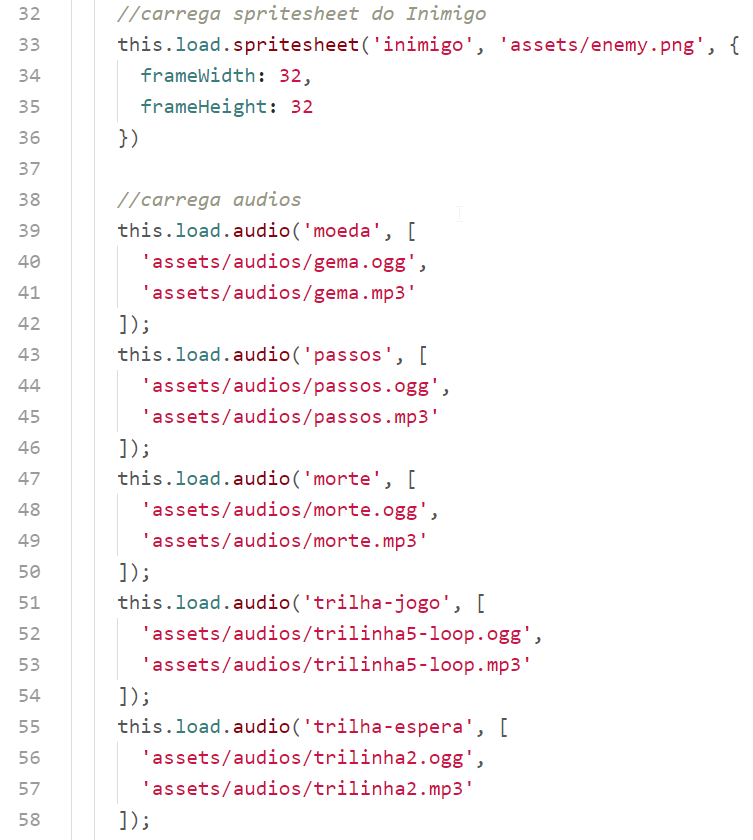 32 //carrega spritesheet do Inimigo
33 this.load.spritesheet('inimigo', 'assets/enemy.png', {
34 frameWidth: 32,
35 frameHeight: 32
36 })
37
38 //carrega audios
39 this.load.audio('moeda', [
40 'assets/audios/gema.ogg',
41 'assets/audios/gema.mp3'
42 ]);
43 this.load.audio('passos', [
44 'assets/audios/passos.ogg',
45 'assets/audios/passos.mp3'
46 ]);
47 this.load.audio('morte', [
48 'assets/audios/morte.ogg',
49 'assets/audios/morte.mp3'
50 ]);
51 this.load.audio('trilha-jogo', [
52 'assets/audios/trilinha5-loop.ogg',
53 'assets/audios/trilinha5-loop.mp3'
54 ]);
55 this.load.audio('trilha-espera', [
56 'assets/audios/trilinha2.ogg',
57 'assets/audios/trilinha2.mp3'
58 ]);